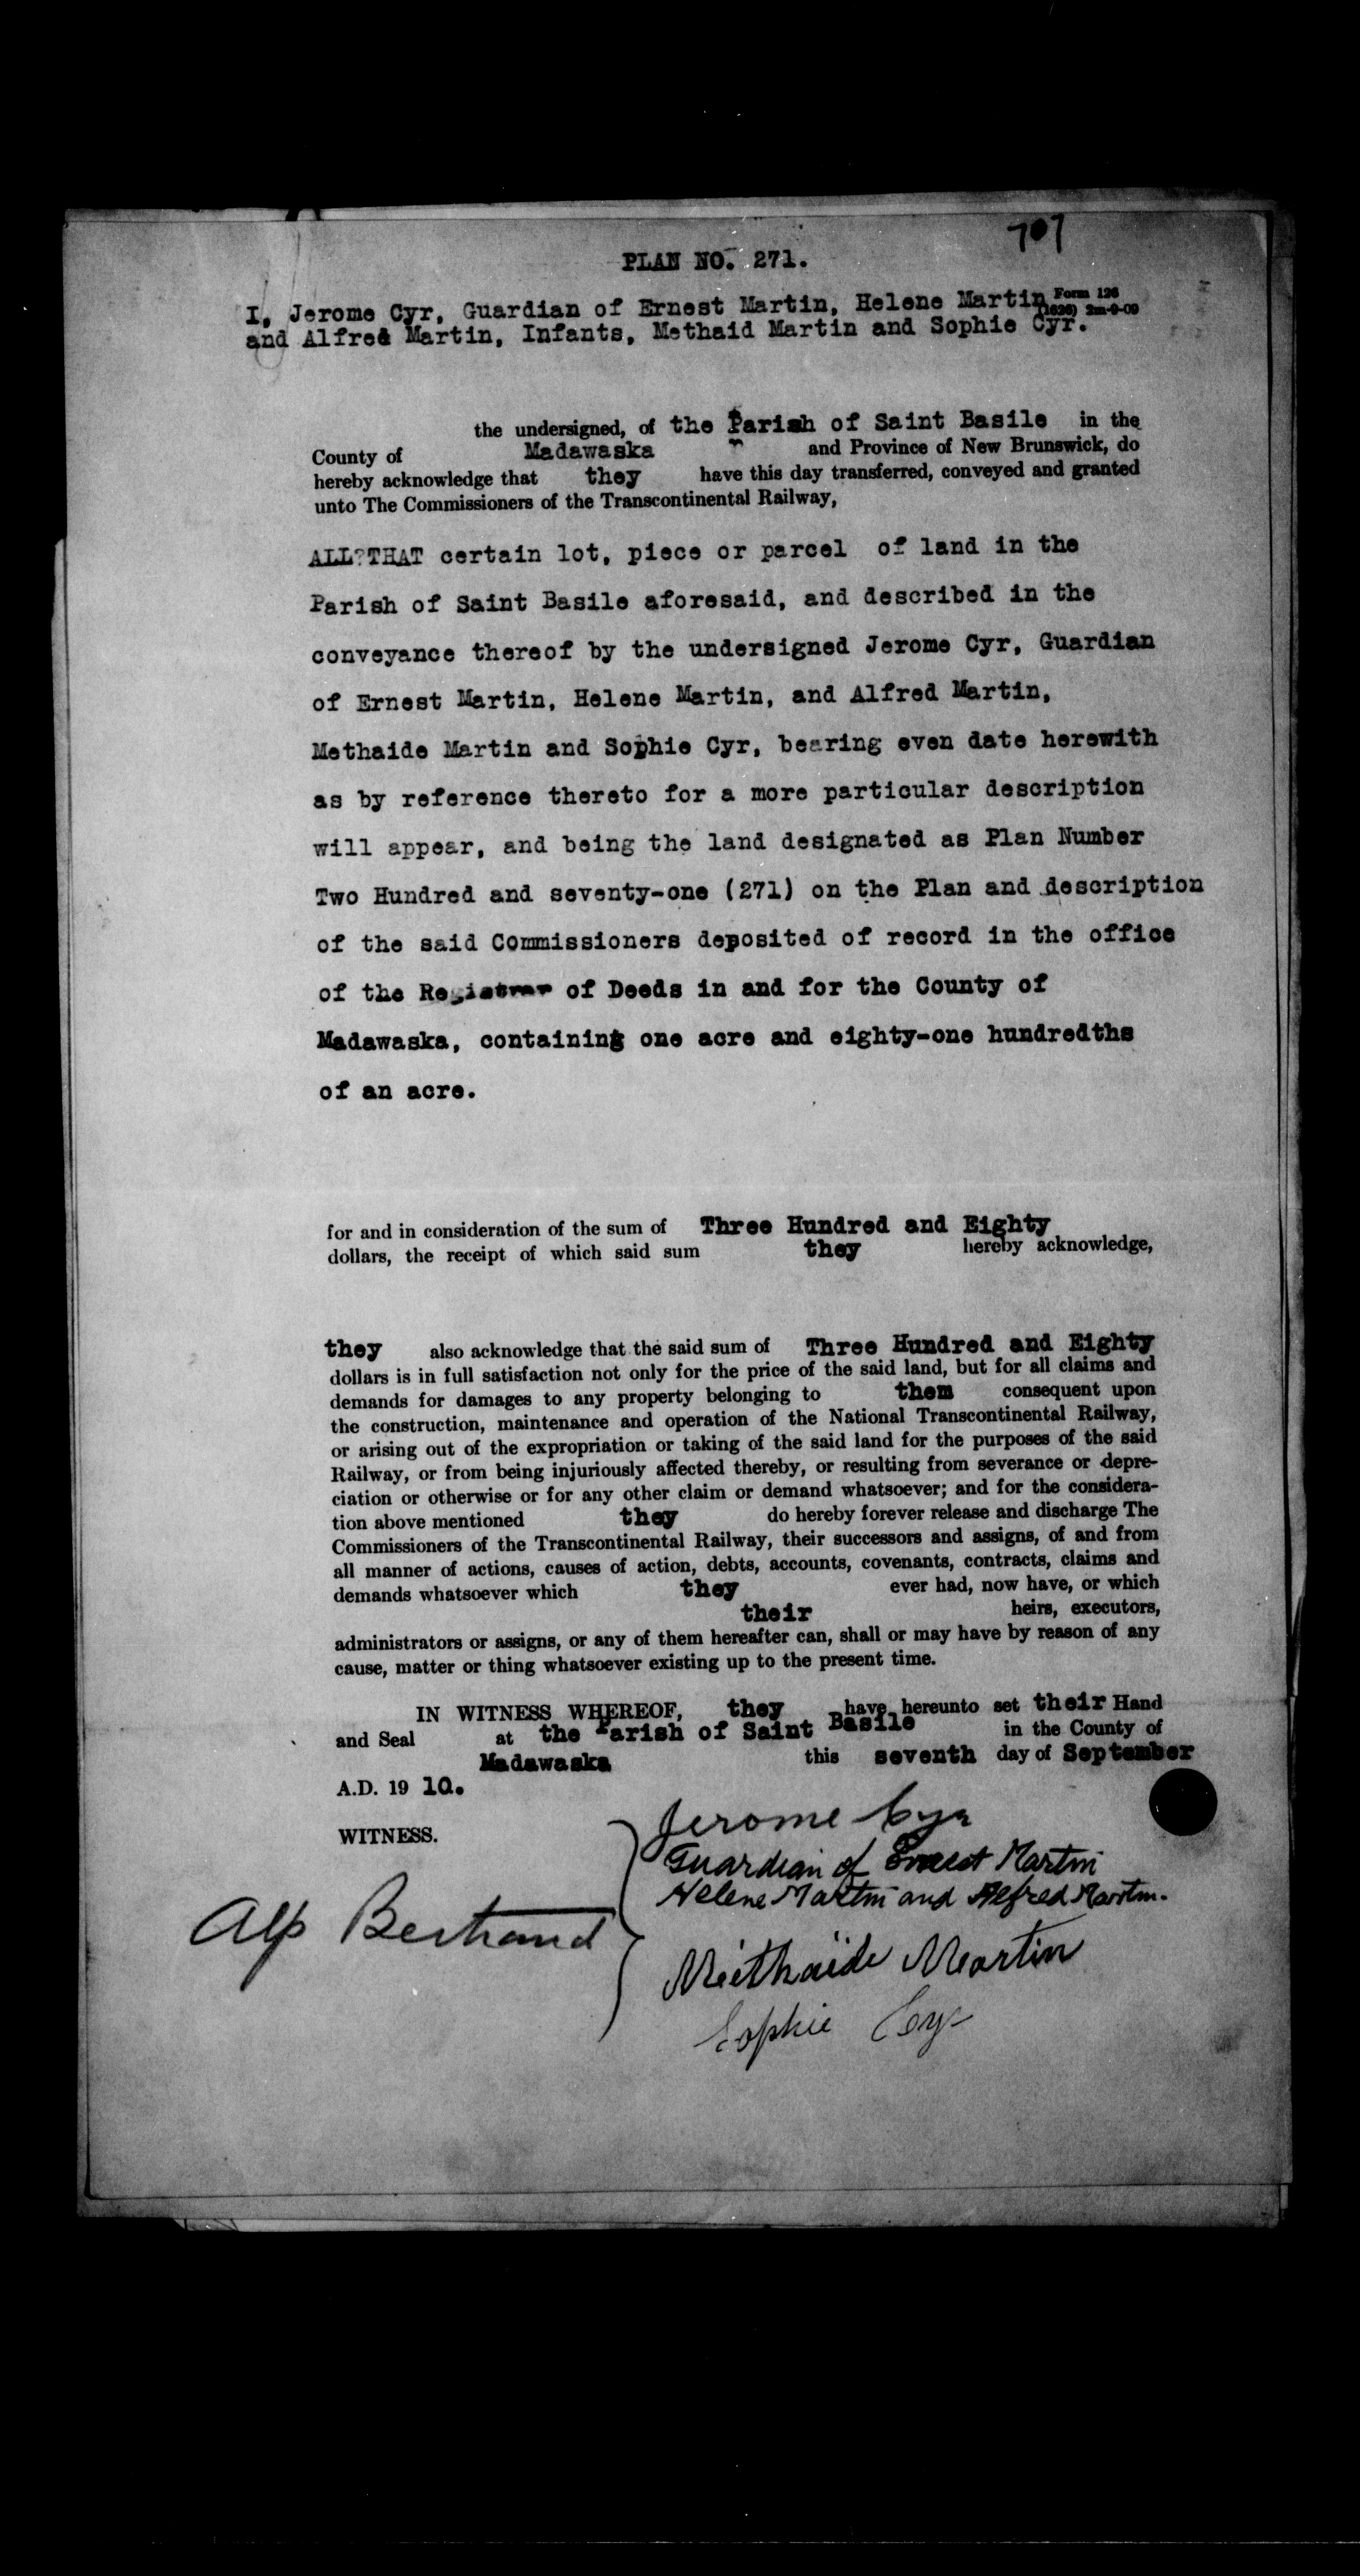 707
PLAN NO. 271.
Form 126
(1626) 2m-9-09
I, Jerome Cyr, Guardian of Ernest Martin, Helene Martin
and Alfred Martin, Infants, Methaid Martin and Sophie Cyr.
the undersigned, of the Parish of Saint Basile in the
County of Madawaska and Province of New Brunswick, do
hereby acknowledge that they have this day transferred, conveyed and granted
unto The Commissioners of the Transcontinental Railway,
ALL?THAT certain lot, piece or parcel of land in the
Parish of Saint Basile aforesaid, and described in the
conveyance thereof by the undersigned Jerome Cyr, Guardian
of Ernest Martin, Helene Martin, and Alfred Martin,
Methaide Martin and Sophie Cyr, bearing even date herewith
as by reference thereto for a more particular description
will appear, and being the land designated as Plan Number
Two Hundred and seventy-one (271) on the Plan and description
of the said Commissioners deposited of record in the office
of the Registrar of Deeds in and for the County of
Madawaska, containing one acre and eighty-one hundredths
of an acre.
for and in consideration of the sum of Three Hundred and Eighty
dollars, the receipt of which said sum they hereby acknowledge,
they also acknowledge that the said sum of Three Hundred and Eighty
dollars is in full satisfaction not only for the price of the said land, but for all claims and
demands for damages to any property belonging to them consequent upon
the construction, maintenance and operation of the National Transcontinental Railway,
or arising out of the expropriation or taking of the said land for the purposes of the said
Railway, or from being injuriously affected thereby, or resulting from severance or depre-
ciation or otherwise or for any other claim or demand whatsoever; and for the considera-
tion above mentioned they do hereby forever release and discharge The
Commissioners of the Transcontinental Railway, their successors and assigns, of and from
all manner of actions, causes of action, debts, accounts, covenants, contracts, claims and
demands whatsoever which they ever had, now have, or which
their heirs, executors,
administrators or assigns, or any of them hereafter can, shall or may have by reason of any
cause, matter or thing whatsoever existing up to the present time.
IN WITNESS WHEREOF, they have hereunto set their Hand
and Seal at the Parish of Saint Basile in the County of
Madawaska this seventh day of September
A.D. 19 10.
WITNESS.
Jerome Cyr
Guardian of Ernest Martin
Helene Martin and Alfred Martin.
Alp Bertrand
Méthaïde Martin
Sophie Cyr